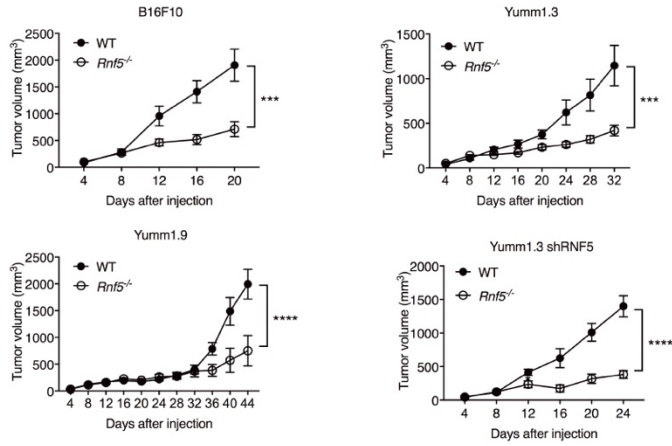 B16F10
Tumor volume (mm³)
2500
2000
1500
1000
500
0
WT
Rnf5⁻/⁻
***
4 8 12 16 20
Days after injection
Yumm1.3
Tumor volume (mm³)
1500
1000
500
0
WT
Rnf5⁻/⁻
***
4 8 12 16 20 24 28 32
Days after injection
Yumm1.9
Tumor volume (mm³)
2500
2000
1500
1000
500
0
WT
Rnf5⁻/⁻
****
4 8 12 16 20 24 28 32 36 40 44
Days after injection
Yumm1.3 shRNF5
Tumor volume (mm³)
2000
1500
1000
500
0
WT
Rnf5⁻/⁻
****
4 8 12 16 20 24
Days after injection